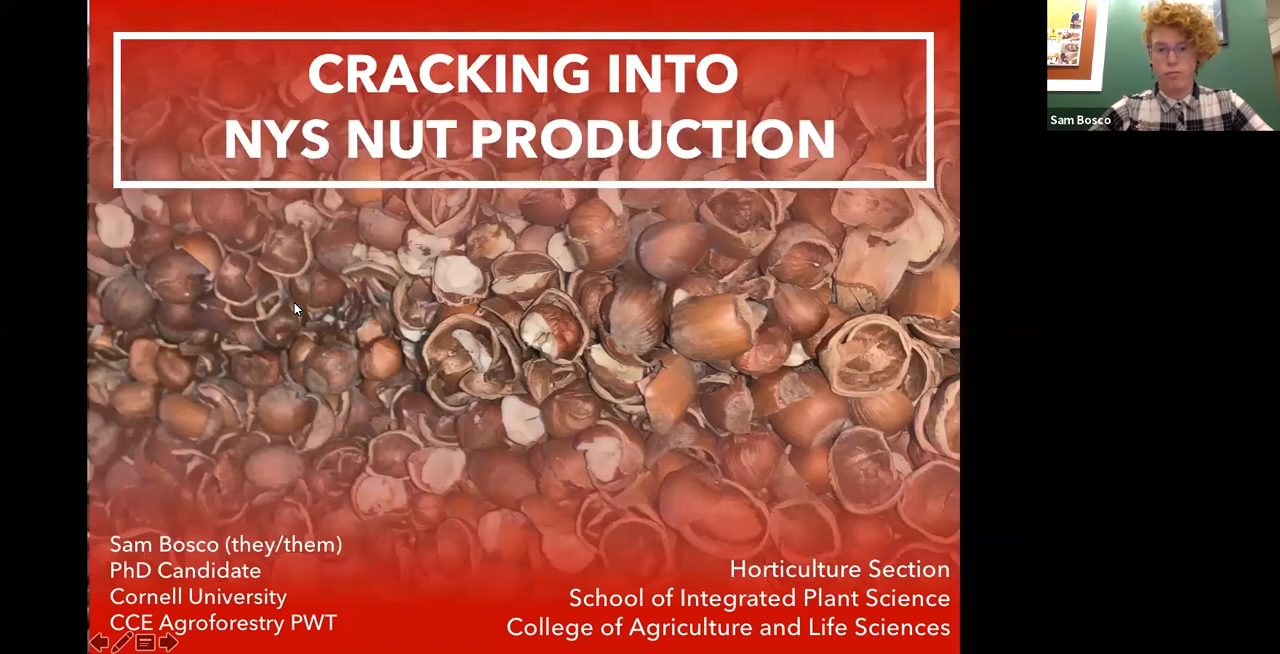 CRACKING INTO
NYS NUT PRODUCTION
Sam Bosco
Sam Bosco (they/them)
PhD Candidate
Cornell University
CCE Agroforestry PWT
Horticulture Section
School of Integrated Plant Science
College of Agriculture and Life Sciences